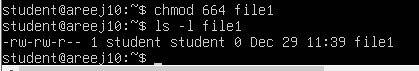 student@areej10:~$ chmod 664 file1
student@areej10:~$ ls -l file1
-rw-rw-r-- 1 student student 0 Dec 29 11:39 file1
student@areej10:~$ _